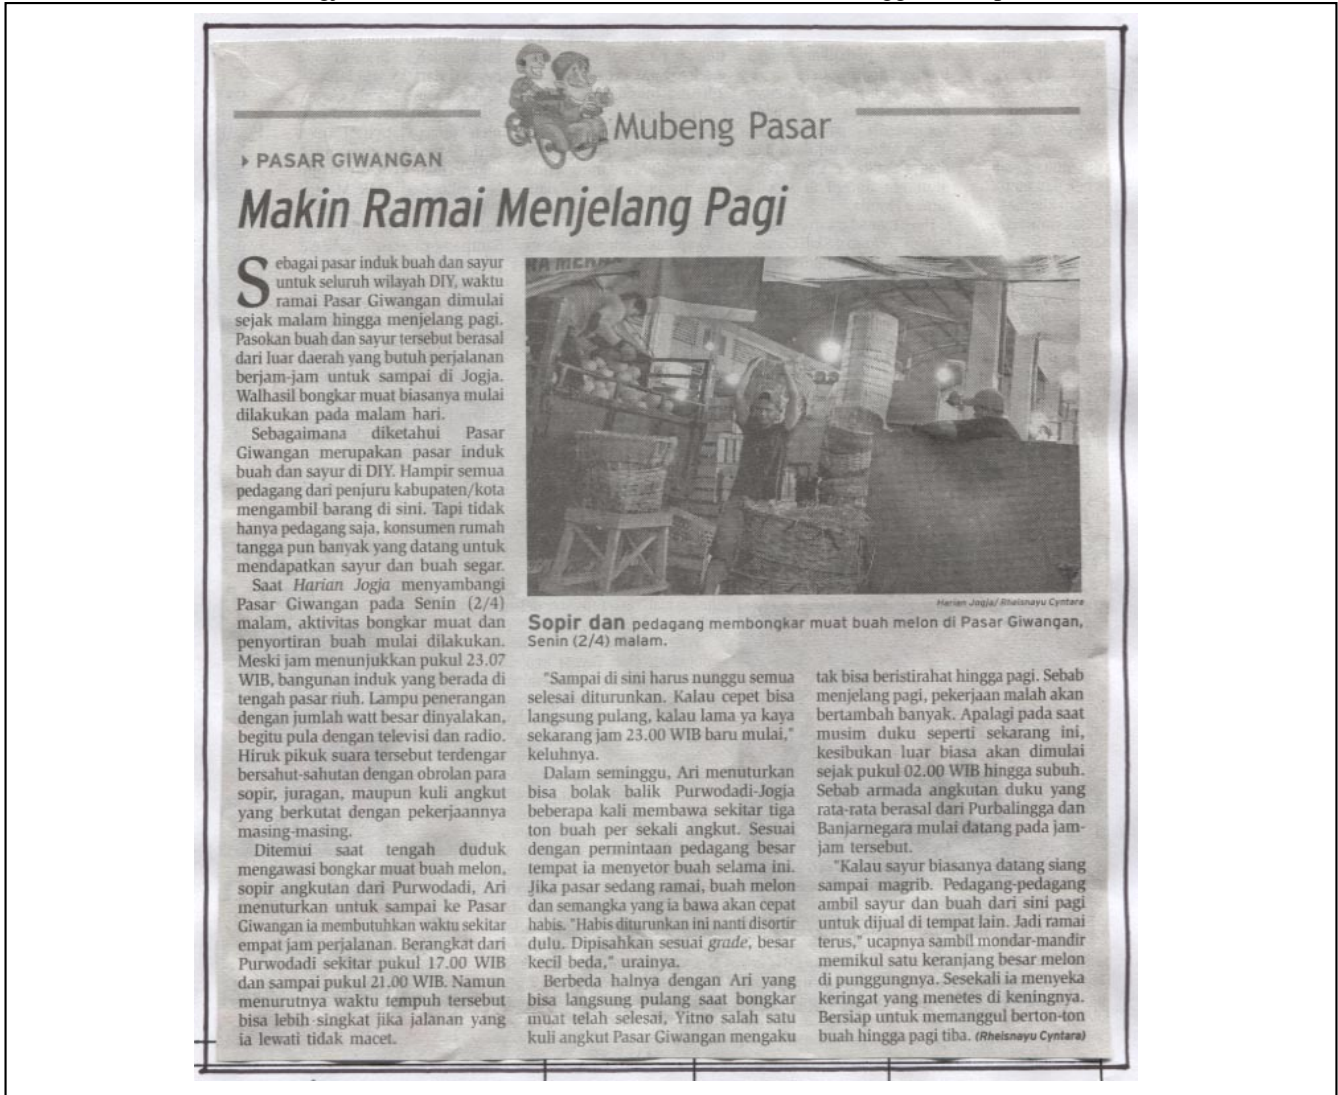 Mubeng Pasar
PASAR GIWANGAN
Makin Ramai Menjelang Pagi
Sebagai pasar induk buah dan sayur
untuk seluruh wilayah DIY, waktu
ramai Pasar Giwangan dimulai
sejak malam hingga menjelang pagi.
Pasokan buah dan sayur tersebut berasal
dari luar daerah yang butuh perjalanan
berjam-jam untuk sampai di Jogja.
Walhasil bongkar muat biasanya mulai
dilakukan pada malam hari.
Sebagaimana diketahui Pasar
Giwangan merupakan pasar induk
buah dan sayur di DIY. Hampir semua
pedagang dari penjuru kabupaten/kota
mengambil barang di sini. Tapi tidak
hanya pedagang saja, konsumen rumah
tangga pun banyak yang datang untuk
mendapatkan sayur dan buah segar.
Saat Harian Jogja menyambangi
Pasar Giwangan pada Senin (2/4)
malam, aktivitas bongkar muat dan
penyortiran buah mulai dilakukan.
Meski jam menunjukkan pukul 23.07
WIB, bangunan induk yang berada di
tengah pasar riuh. Lampu penerangan
dengan jumlah watt besar dinyalakan,
begitu pula dengan televisi dan radio.
Hiruk pikuk suara tersebut terdengar
bersahut-sahutan dengan obrolan para
sopir, juragan, maupun kuli angkut
yang berkutat dengan pekerjaannya
masing-masing.
Ditemui saat tengah duduk
mengawasi bongkar muat buah melon,
sopir angkutan dari Purwodadi, Ari
menuturkan untuk sampai ke Pasar
Giwangan ia membutuhkan waktu sekitar
empat jam perjalanan. Berangkat dari
Purwodadi sekitar pukul 17.00 WIB
dan sampai pukul 21.00 WIB. Namun
menurutnya waktu tempuh tersebut
bisa lebih singkat jika jalanan yang
ia lewati tidak macet.
Harian Jogja/ Rheisnayu Cyntara
Sopir dan pedagang membongkar muat buah melon di Pasar Giwangan,
Senin (2/4) malam.
"Sampai di sini harus nunggu semua
selesai diturunkan. Kalau cepet bisa
langsung pulang, kalau lama ya kaya
sekarang jam 23.00 WIB baru mulai,"
keluhnya.
Dalam seminggu, Ari menuturkan
bisa bolak balik Purwodadi-Jogja
beberapa kali membawa sekitar tiga
ton buah per sekali angkut. Sesuai
dengan permintaan pedagang besar
tempat ia menyetor buah selama ini.
Jika pasar sedang ramai, buah melon
dan semangka yang ia bawa akan cepat
habis. "Habis diturunkan ini nanti disortir
dulu. Dipisahkan sesuai grade, besar
kecil beda," urainya.
Berbeda halnya dengan Ari yang
bisa langsung pulang saat bongkar
muat telah selesai, Yitno salah satu
kuli angkut Pasar Giwangan mengaku
tak bisa beristirahat hingga pagi. Sebab
menjelang pagi, pekerjaan malah akan
bertambah banyak. Apalagi pada saat
musim duku seperti sekarang ini,
kesibukan luar biasa akan dimulai
sejak pukul 02.00 WIB hingga subuh.
Sebab armada angkutan duku yang
rata-rata berasal dari Purbalingga dan
Banjarnegara mulai datang pada jam-
jam tersebut.
"Kalau sayur biasanya datang siang
sampai magrib. Pedagang-pedagang
ambil sayur dan buah dari sini pagi
untuk dijual di tempat lain. Jadi ramai
terus," ucapnya sambil mondar-mandir
memikul satu keranjang besar melon
di punggungnya. Sesekali ia menyeka
keringat yang menetes di keningnya.
Bersiap untuk memanggul berton-ton
buah hingga pagi tiba. (Rheisnayu Cyntara)